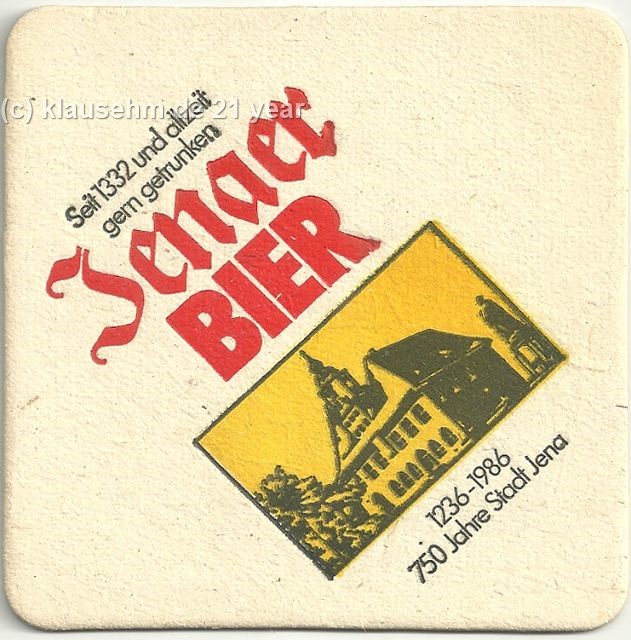 (c) klausehm.de 21 year
Seit 1332 und allzeit
gern getrunken
Jenaer
BIER
1236-1986
750 Jahre Stadt Jena